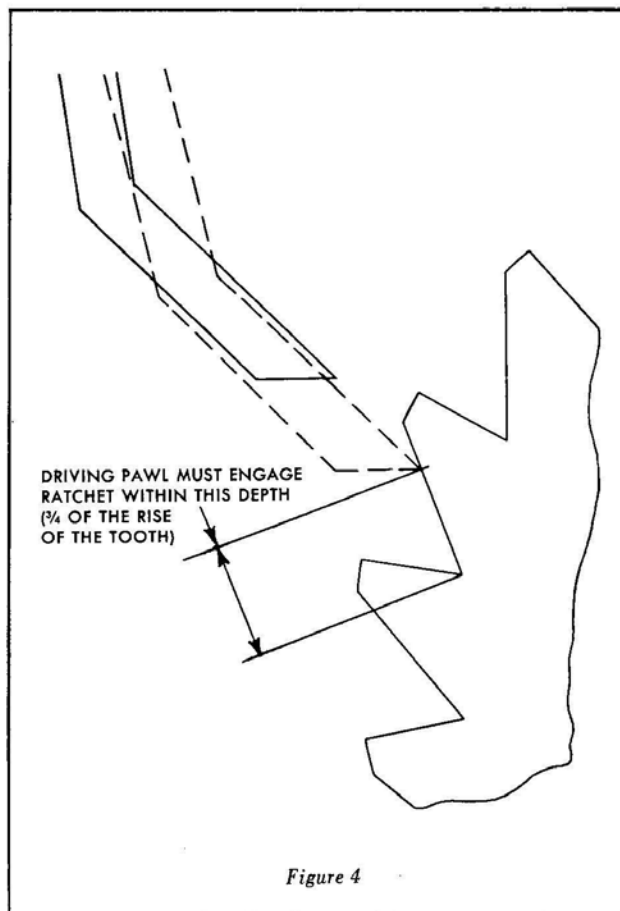 DRIVING PAWL MUST ENGAGE
RATCHET WITHIN THIS DEPTH
(¾ OF THE RISE
OF THE TOOTH)
Figure 4